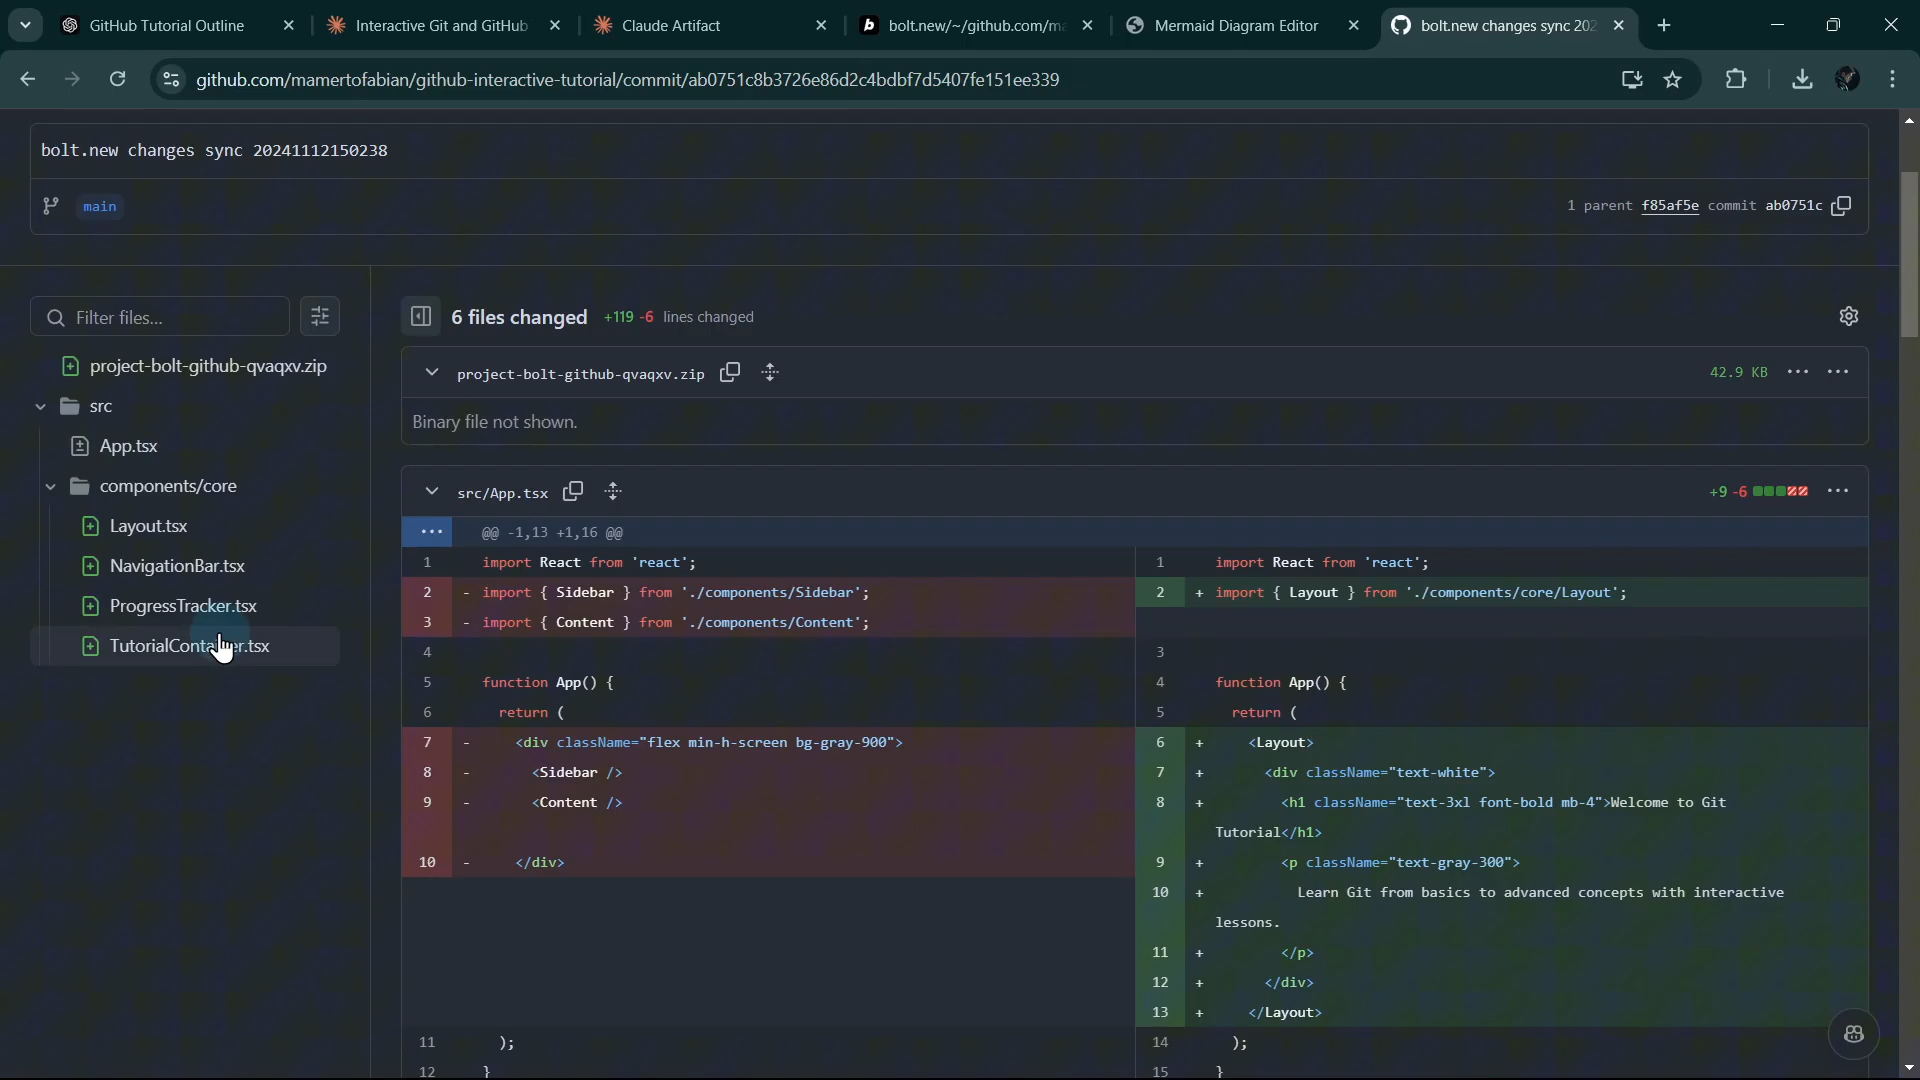 GitHub Tutorial Outline
Interactive Git and GitHub
Claude Artifact
bolt.new/~/github.com/ma
Mermaid Diagram Editor
bolt.new changes sync 202
github.com/mamertofabian/github-interactive-tutorial/commit/ab0751c8b3726e86d2c4bdbf7d5407fe151ee339
bolt.new changes sync 20241112150238
main
1 parent f85af5e commit ab0751c
Filter files...
6 files changed +119 -6 lines changed
project-bolt-github-qvaqxv.zip
src
App.tsx
components/core
Layout.tsx
NavigationBar.tsx
ProgressTracker.tsx
TutorialContainer.tsx
project-bolt-github-qvaqxv.zip
42.9 KB
Binary file not shown.
src/App.tsx
+9 -6
@@ -1,13 +1,16 @@
1 import React from 'react';
2 - import { Sidebar } from './components/Sidebar';
3 - import { Content } from './components/Content';
4
5 function App() {
6 return (
7 - <div className="flex min-h-screen bg-gray-900">
8 - <Sidebar />
9 - <Content />
10 - </div>
11 );
12 }
1 import React from 'react';
2 + import { Layout } from './components/core/Layout';
3
4 function App() {
5 return (
6 + <Layout>
7 + <div className="text-white">
8 + <h1 className="text-3xl font-bold mb-4">Welcome to Git
Tutorial</h1>
9 + <p className="text-gray-300">
10 + Learn Git from basics to advanced concepts with interactive
lessons.
11 + </p>
12 + </div>
13 + </Layout>
14 );
15 }